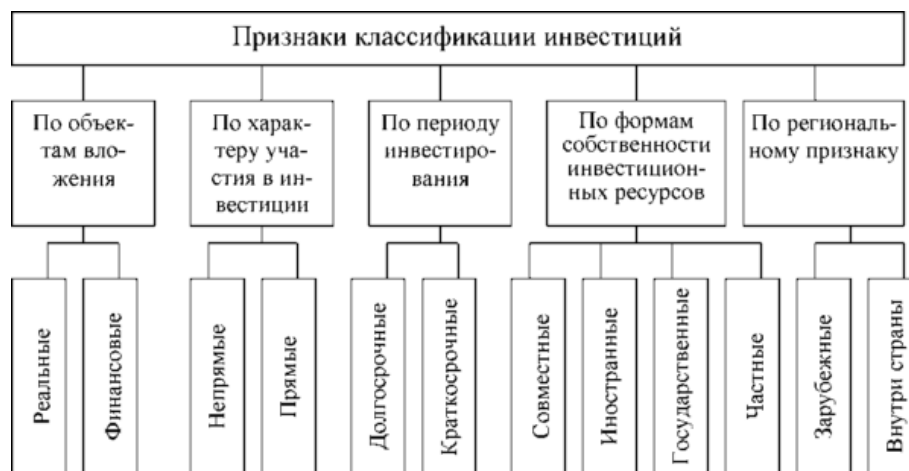 Признаки классификации инвестиций
По объек-
там вло-
жения
По харак-
теру уча-
стия в ин-
вестиции
По периоду
инвестиро-
вания
По формам
собственности
инвестицион-
ных ресурсов
По региональ-
ному признаку
Реальные
Финансовые
Непрямые
Прямые
Долгосрочные
Краткосрочные
Совместные
Иностранные
Государственные
Частные
Зарубежные
Внутри страны